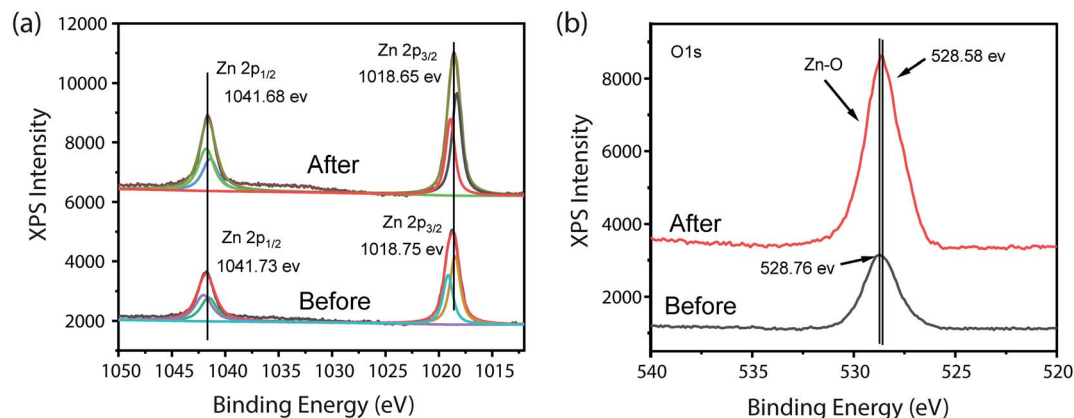 (a)
XPS Intensity
12000
10000
8000
6000
4000
2000
Zn 2p1/2
1041.68 ev
Zn 2p3/2
1018.65 ev
After
Zn 2p1/2
1041.73 ev
Zn 2p3/2
1018.75 ev
Before
1050 1045 1040 1035 1030 1025 1020 1015
Binding Energy (eV)
(b)
XPS Intensity
8000
6000
4000
2000
O1s
Zn-O
528.58 ev
After
528.76 ev
Before
540 535 530 525 520
Binding Energy (eV)